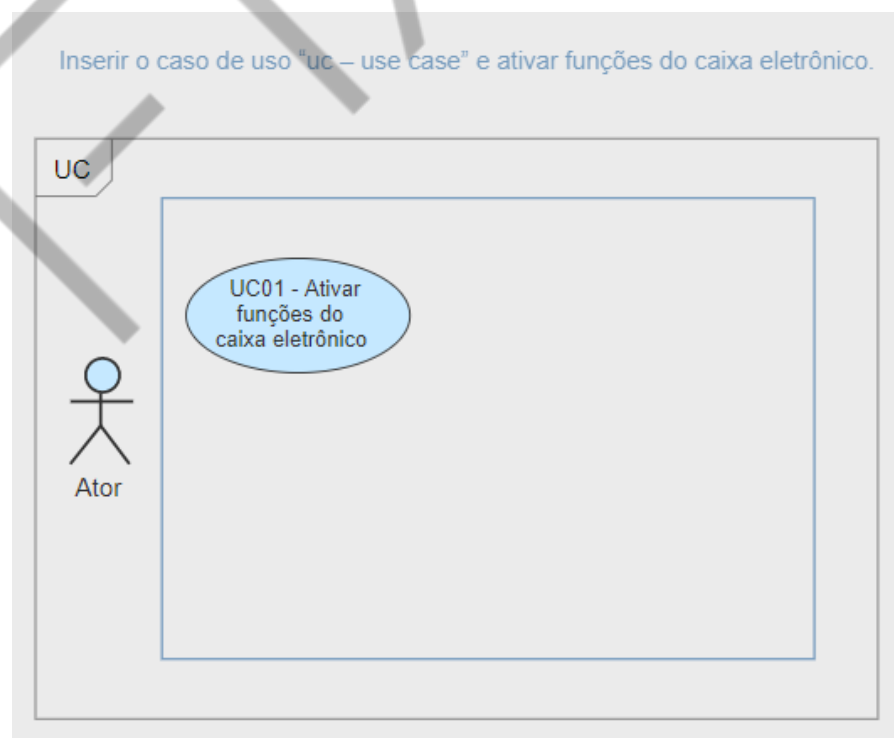 Inserir o caso de uso “uc – use case” e ativar funções do caixa eletrônico.
UC
UC01 - Ativar
funções do
caixa eletrônico
Ator